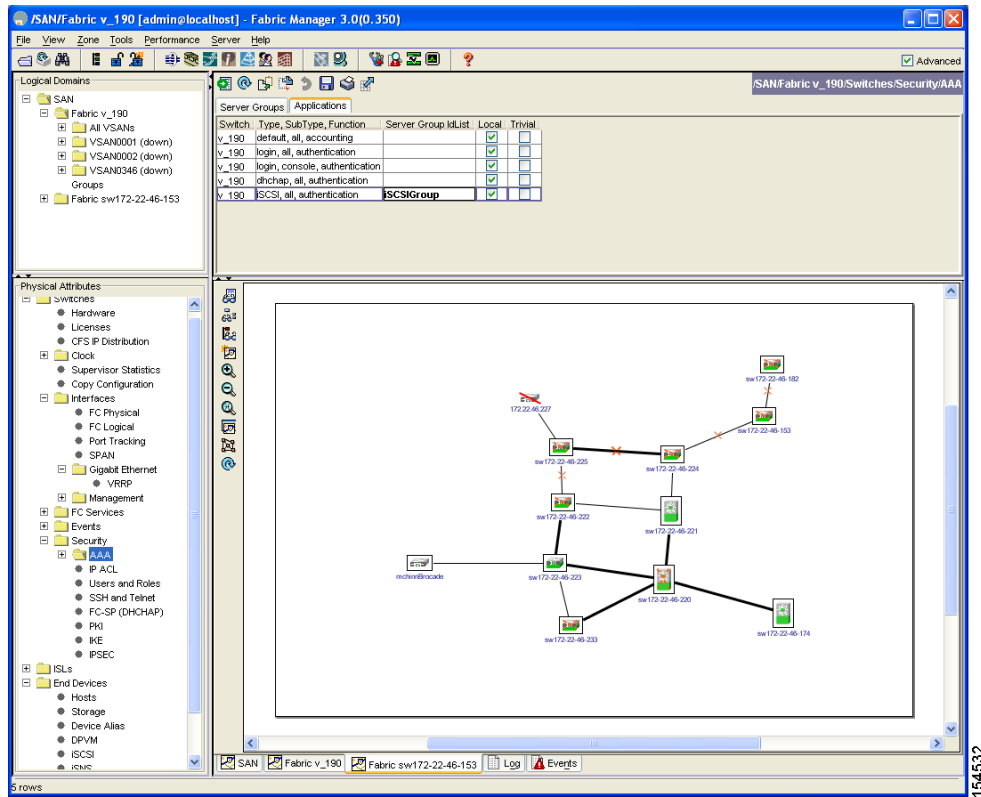 /SAN/Fabric v_190 [admin@localhost] - Fabric Manager 3.0(0.350)
File View Zone Tools Performance Server Help
Advanced
Logical Domains
SAN
Fabric v_190
All VSANs
VSAN0001 (down)
VSAN0002 (down)
VSAN0346 (down)
Groups
Fabric sw172-22-46-153
/SAN/Fabric v_190/Switches/Security/AAA
Server Groups Applications
Switch Type, SubType, Function Server Group IdList Local Trivial
v_190 default, all, accounting
v_190 login, all, authentication
v_190 login, console, authentication
v_190 dhchap, all, authentication
v_190 iSCSI, all, authentication iSCSIGroup
Physical Attributes
Switches
Hardware
Licenses
CFS IP Distribution
Clock
Supervisor Statistics
Copy Configuration
Interfaces
FC Physical
FC Logical
Port Tracking
SPAN
Gigabit Ethernet
VRRP
Management
FC Services
Events
Security
AAA
IP ACL
Users and Roles
SSH and Telnet
FC-SP (DHCHAP)
PKI
IKE
IPSEC
ISLs
End Devices
Hosts
Storage
Device Alias
DPVM
iSCSI
iSNS
sw172-22-46-182
172.22.46.227
sw172-22-46-153
sw172-22-46-225
sw172-22-46-224
sw172-22-46-222
sw172-22-46-221
mchinnBrocade
sw172-22-46-223
sw172-22-46-220
sw172-22-46-233
sw172-22-46-174
SAN Fabric v_190 Fabric sw172-22-46-153 Log Events
5 rows
154532